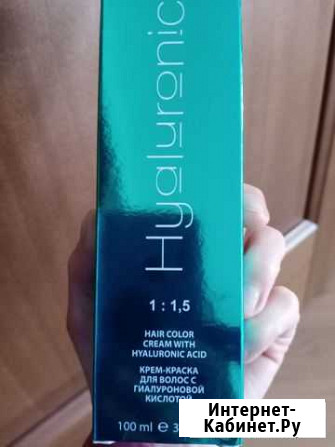 Hyaluronic
1 : 1,5
HAIR COLOR
CREAM WITH
HYALURONIC ACID
КРЕМ-КРАСКА
ДЛЯ ВОЛОС С
ГИАЛУРОНОВОЙ
КИСЛОТОЙ
100 ml ℮ 3
Интернет-
Кабинет.Ру